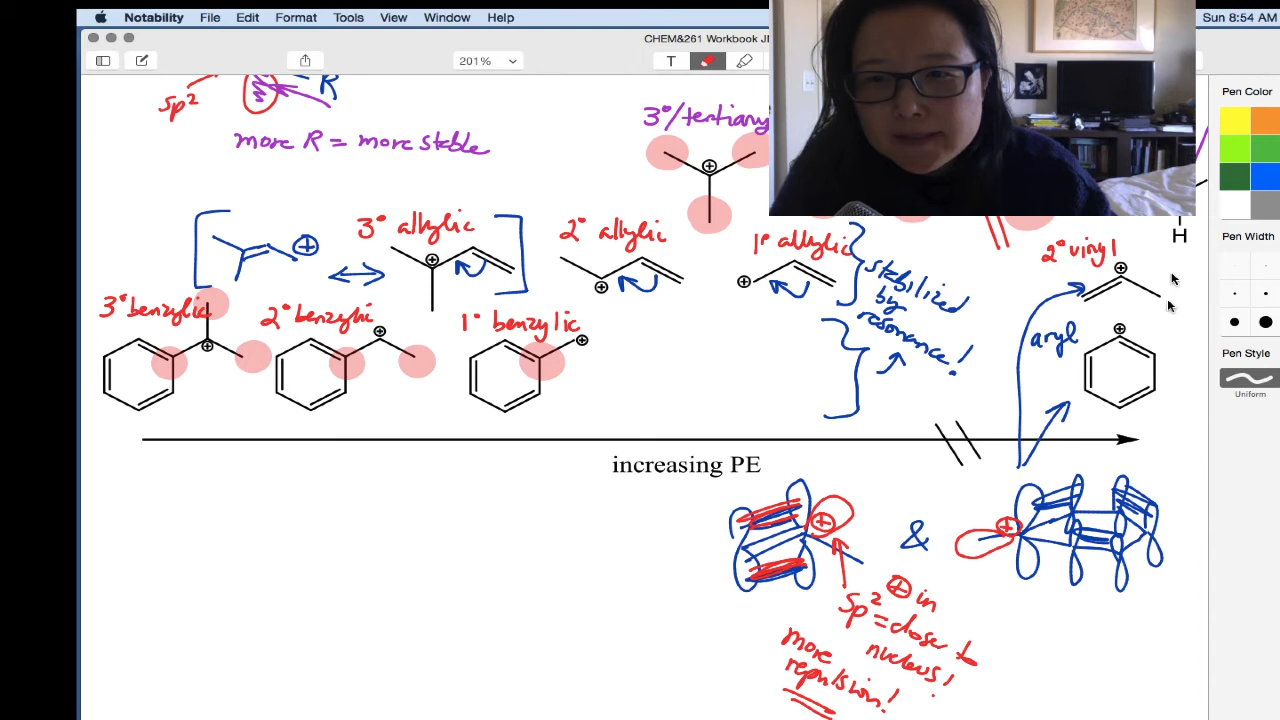 Notability File Edit Format Tools View Window Help
Sun 8:54 AM
CHEM&261 Workbook
201%
T
Pen Color
Pen Width
Pen Style
Uniform
sp²
R
more R = more stable
3°/tertiary
⊕
H
3° allylic
2° allylic
1° allylic
2° vinyl
⊕
⊕
⊕
⊕
⊕
stabilized
by
resonance!
3° benzylic
2° benzylic
1° benzylic
aryl
⊕
⊕
⊕
⊕
increasing PE
⊕
&
⊕
sp² ⊕ in
= closer to
nucleus!
more
repulsion!